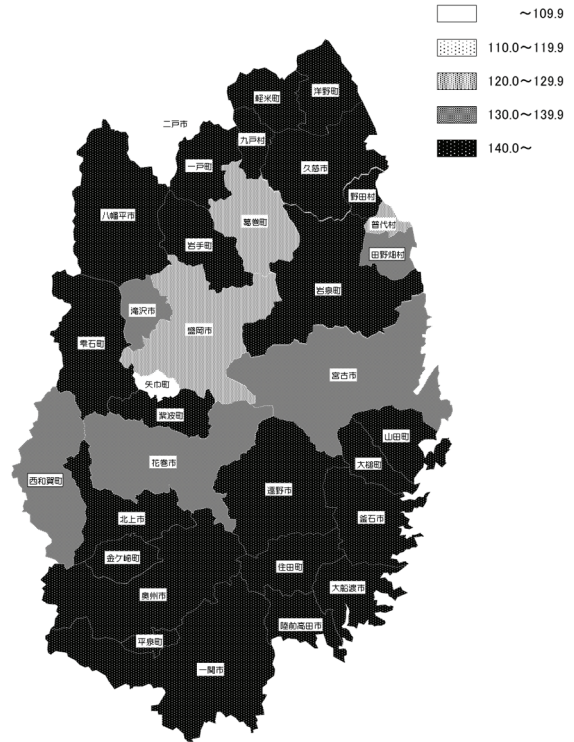 ～109.9
110.0～119.9
120.0～129.9
130.0～139.9
140.0～
洋野町
軽米町
二戸市
九戸村
一戸町
久慈市
野田村
八幡平市
葛巻町
普代村
岩手町
田野畑村
岩泉町
滝沢市
盛岡市
雫石町
宮古市
矢巾町
紫波町
山田町
花巻市
大槌町
西和賀町
遠野市
北上市
釜石市
金ケ崎町
住田町
大船渡市
奥州市
陸前高田市
平泉町
一関市